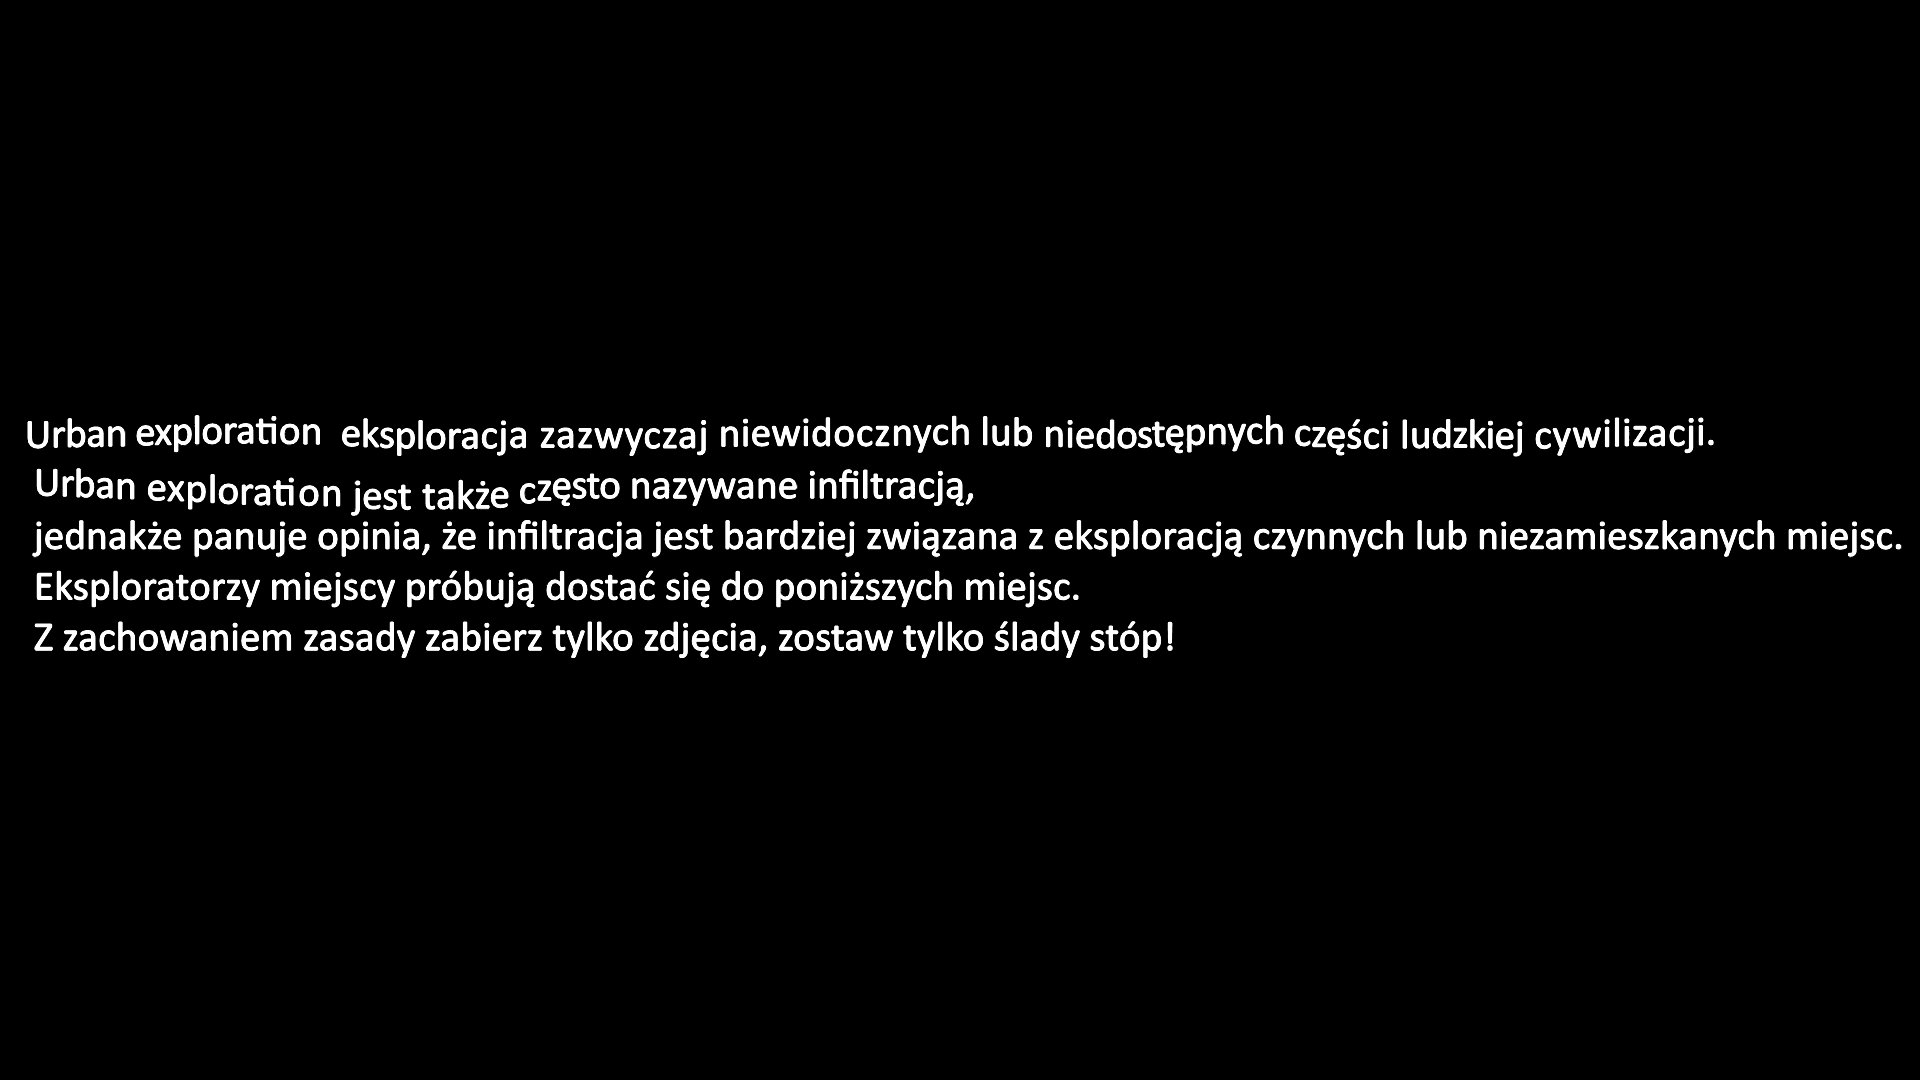 Urban exploration eksploracja zazwyczaj niewidocznych lub niedostępnych części ludzkiej cywilizacji.
Urban exploration jest także często nazywane infiltracją,
jednakże panuje opinia, że infiltracja jest bardziej związana z eksploracją czynnych lub niezamieszkanych miejsc.
Eksploratorzy miejscy próbują dostać się do poniższych miejsc.
Z zachowaniem zasady zabierz tylko zdjęcia, zostaw tylko ślady stóp!